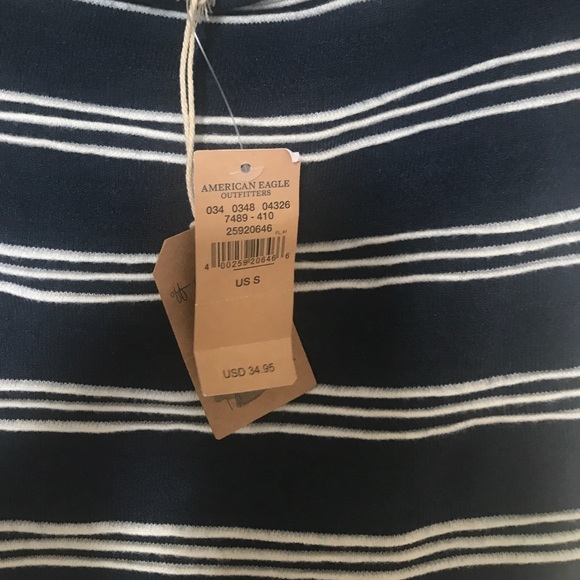 AMERICAN EAGLE
OUTFITTERS
034 0348 04326
7489 - 410
25920646
4 00259 20646 6
US S
USD 34.95